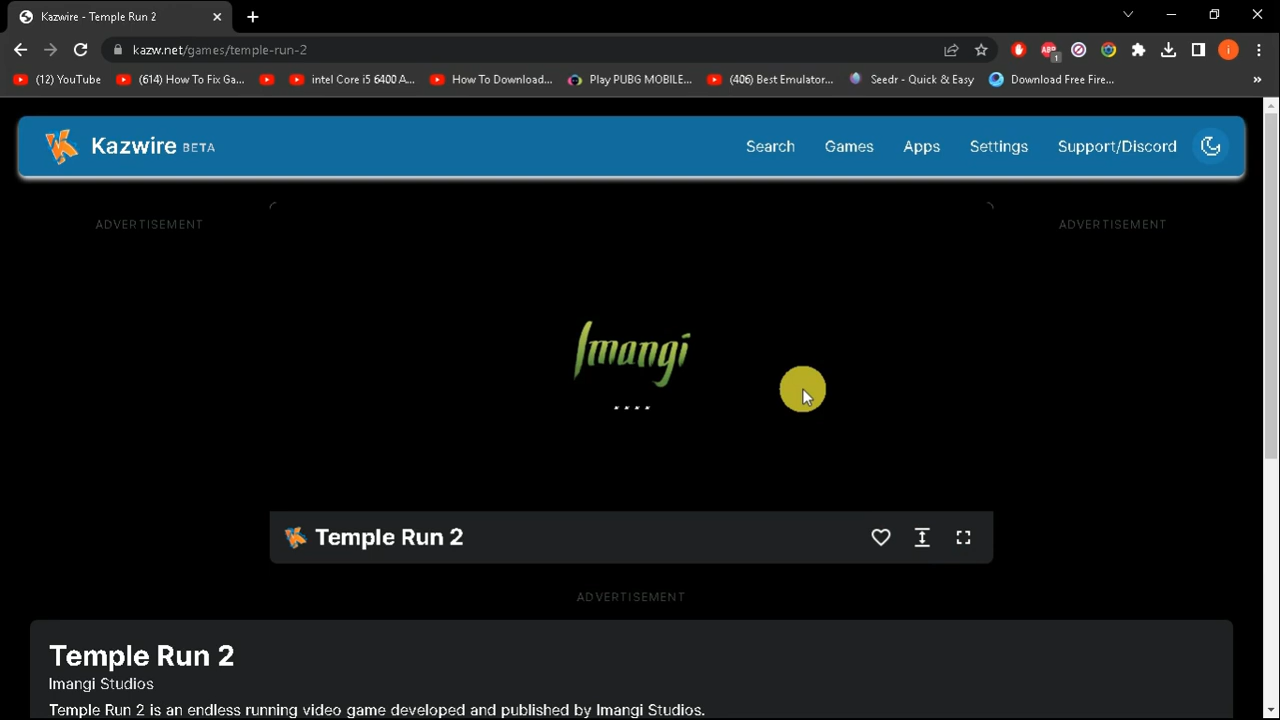 Kazwire - Temple Run 2
kazw.net/games/temple-run-2
ABP 1 i
(12) YouTube (614) How To Fix Ga... intel Core i5 6400 A... How To Download... Play PUBG MOBILE... (406) Best Emulator... Seedr - Quick & Easy Download Free Fire... »
Kazwire BETA Search Games Apps Settings Support/Discord
ADVERTISEMENT ADVERTISEMENT
Imangi
Temple Run 2
ADVERTISEMENT
Temple Run 2
Imangi Studios
Temple Run 2 is an endless running video game developed and published by Imangi Studios.